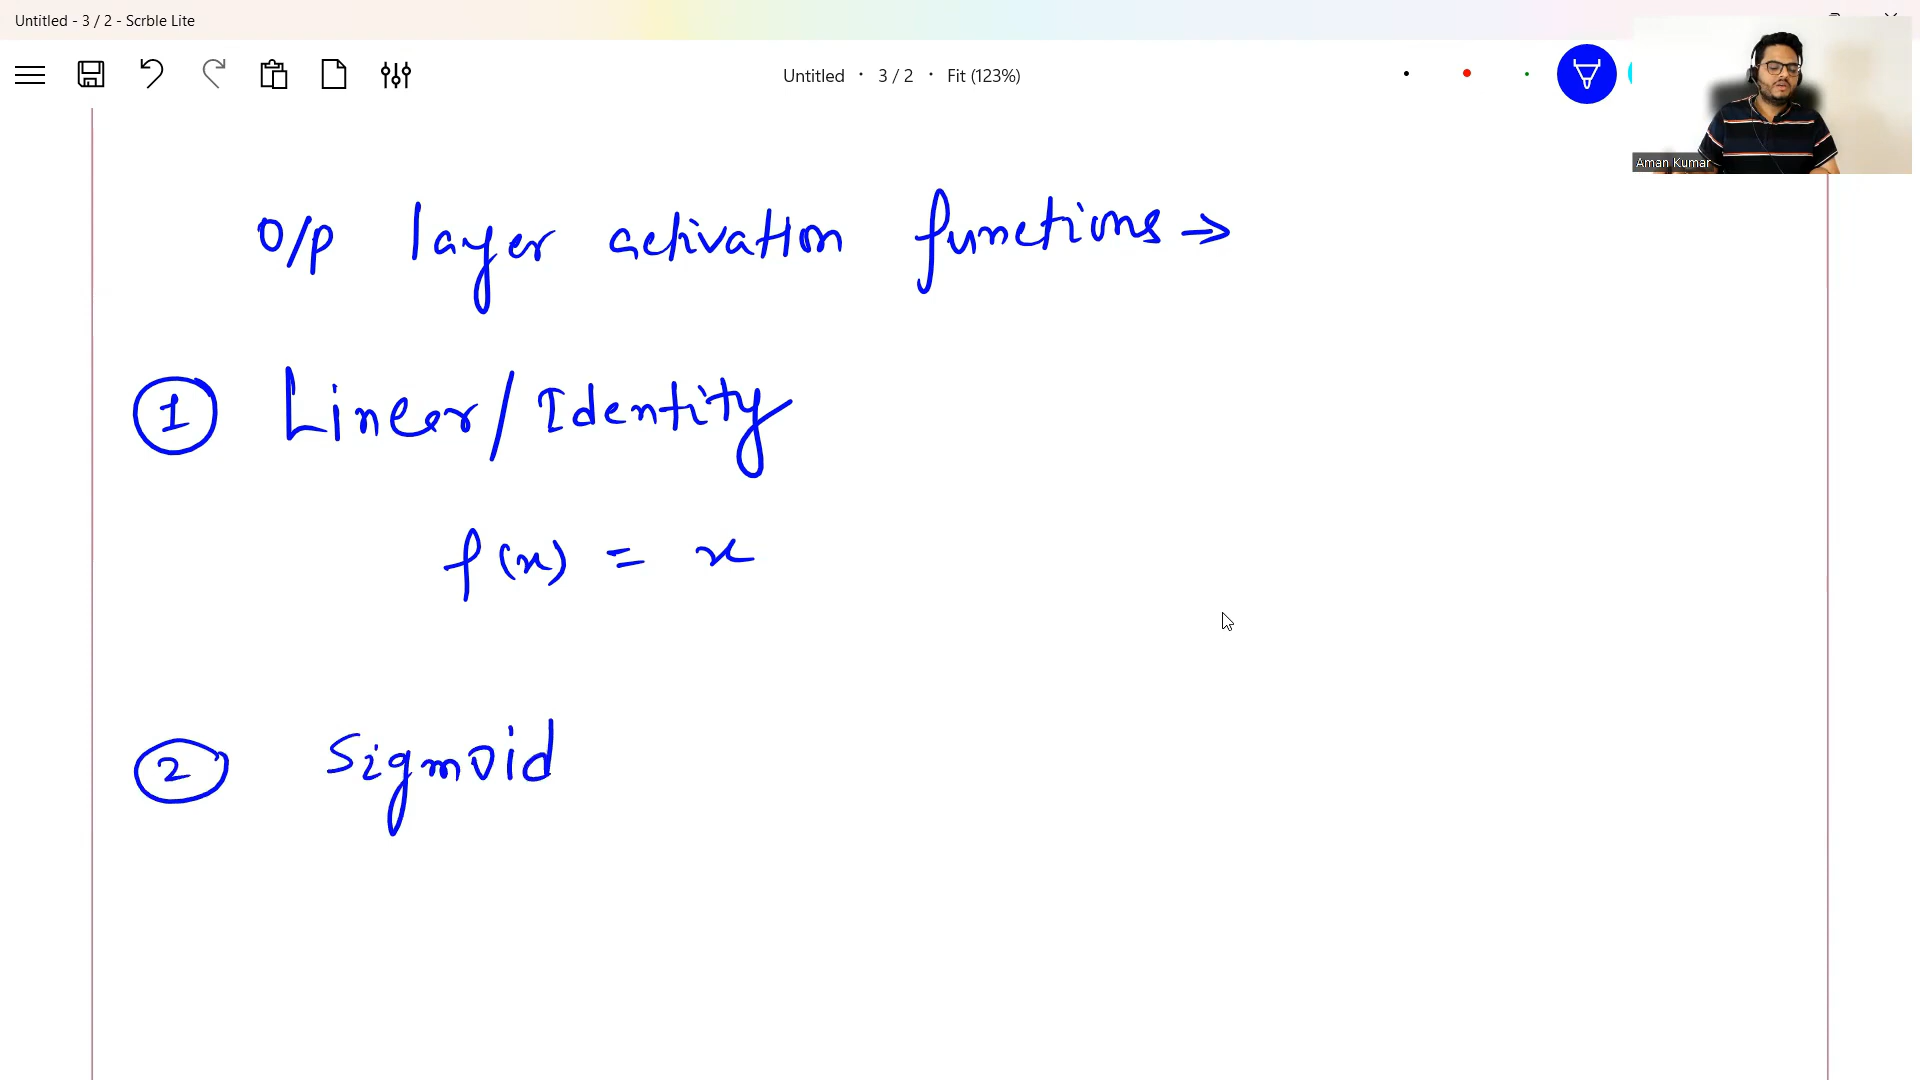 Untitled - 3 / 2 - Scrble Lite
Untitled · 3 / 2 · Fit (123%)
Aman Kumar
O/p layer activation functions →
1 Linear/Identity
f(x) = x
2 Sigmoid